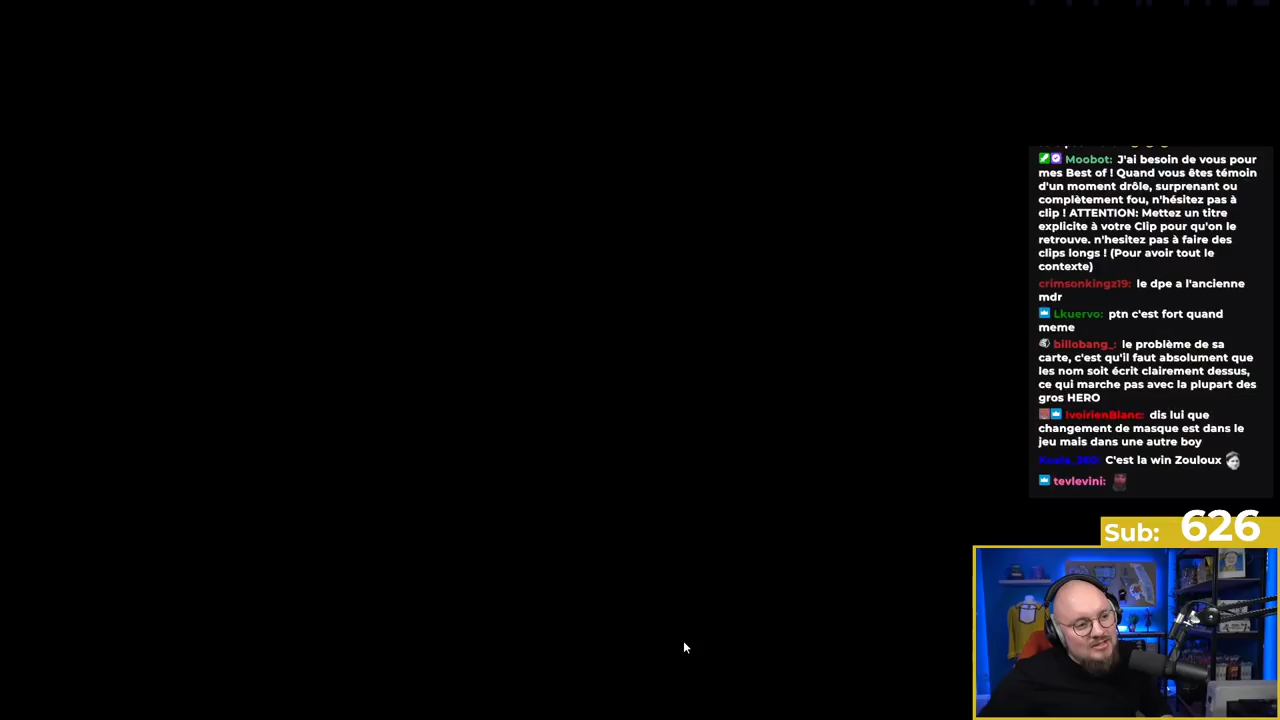 Moobot: J'ai besoin de vous pour
mes Best of ! Quand vous êtes témoin
d'un moment drôle, surprenant ou
complètement fou, n'hésitez pas à
clip ! ATTENTION: Mettez un titre
explicite à votre Clip pour qu'on le
retrouve. n'hesitez pas à faire des
clips longs ! (Pour avoir tout le
contexte)
crimsonkingz19: le dpe a l'ancienne
mdr
Lkuervo: ptn c'est fort quand
meme
billobang_: le problème de sa
carte, c'est qu'il faut absolument que
les nom soit écrit clairement dessus,
ce qui marche pas avec la plupart des
gros HERO
IvoirienBlanc: dis lui que
changement de masque est dans le
jeu mais dans une autre boy
C'est la win Zouloux
tevlevini:
Sub: 626